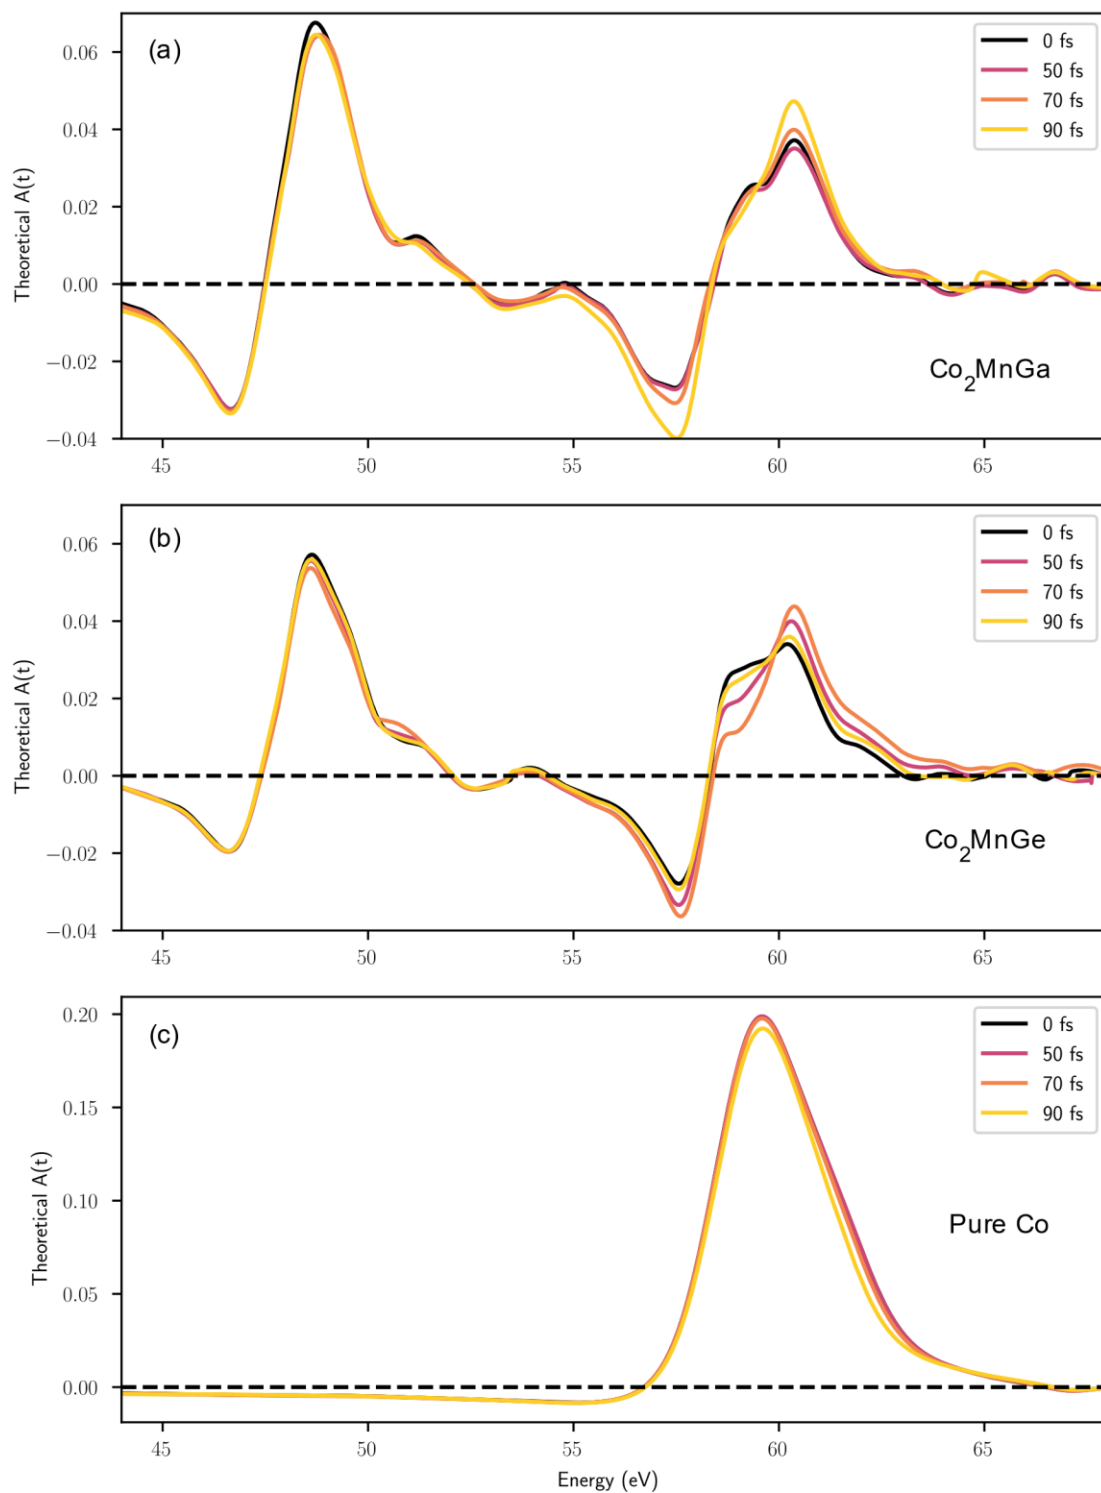 (a)
0 fs
50 fs
70 fs
90 fs
Theoretical A(t)
0.06
0.04
0.02
0.00
−0.02
−0.04
Co₂MnGa
45 50 55 60 65
(b)
0 fs
50 fs
70 fs
90 fs
Theoretical A(t)
0.06
0.04
0.02
0.00
−0.02
−0.04
Co₂MnGe
45 50 55 60 65
(c)
0 fs
50 fs
70 fs
90 fs
Theoretical A(t)
0.20
0.15
0.10
0.05
0.00
Pure Co
45 50 55 60 65
Energy (eV)